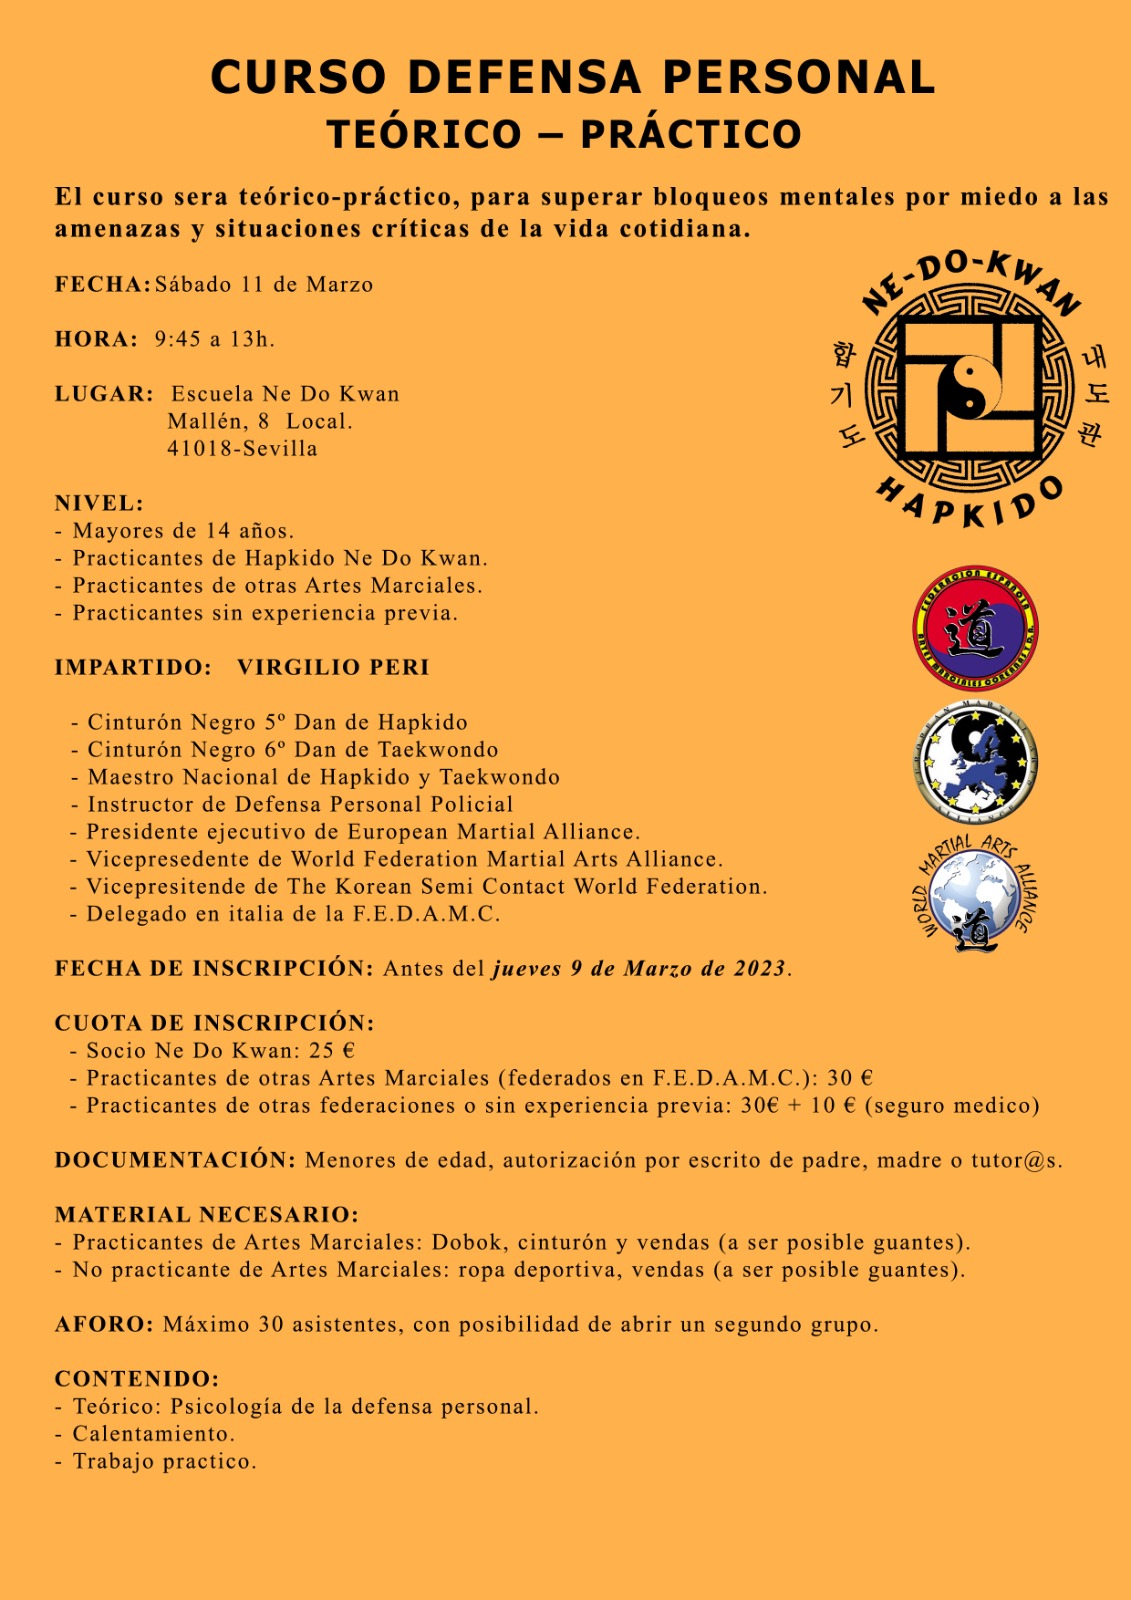 CURSO DEFENSA PERSONAL
TEÓRICO – PRÁCTICO
El curso sera teórico-práctico, para superar bloqueos mentales por miedo a las
amenazas y situaciones críticas de la vida cotidiana.
FECHA: Sábado 11 de Marzo
HORA: 9:45 a 13h.
LUGAR: Escuela Ne Do Kwan
Mallén, 8 Local.
41018-Sevilla
NE-DO-KWAN
합기도
내도관
HAPKIDO
NIVEL:
- Mayores de 14 años.
- Practicantes de Hapkido Ne Do Kwan.
- Practicantes de otras Artes Marciales.
- Practicantes sin experiencia previa.
FEDERACION ESPAÑOLA
ARTES MARCIALES COREANAS Y D.A.
道
IMPARTIDO: VIRGILIO PERI
- Cinturón Negro 5º Dan de Hapkido
- Cinturón Negro 6º Dan de Taekwondo
- Maestro Nacional de Hapkido y Taekwondo
- Instructor de Defensa Personal Policial
- Presidente ejecutivo de European Martial Alliance.
- Vicepresedente de World Federation Martial Arts Alliance.
- Vicepresitende de The Korean Semi Contact World Federation.
- Delegado en italia de la F.E.D.A.M.C.
EUROPEAN MARTIAL ARTS
ALLIANCE
WORLD MARTIAL ARTS ALLIANCE
道
FECHA DE INSCRIPCIÓN: Antes del jueves 9 de Marzo de 2023.
CUOTA DE INSCRIPCIÓN:
- Socio Ne Do Kwan: 25 €
- Practicantes de otras Artes Marciales (federados en F.E.D.A.M.C.): 30 €
- Practicantes de otras federaciones o sin experiencia previa: 30€ + 10 € (seguro medico)
DOCUMENTACIÓN: Menores de edad, autorización por escrito de padre, madre o tutor@s.
MATERIAL NECESARIO:
- Practicantes de Artes Marciales: Dobok, cinturón y vendas (a ser posible guantes).
- No practicante de Artes Marciales: ropa deportiva, vendas (a ser posible guantes).
AFORO: Máximo 30 asistentes, con posibilidad de abrir un segundo grupo.
CONTENIDO:
- Teórico: Psicología de la defensa personal.
- Calentamiento.
- Trabajo practico.